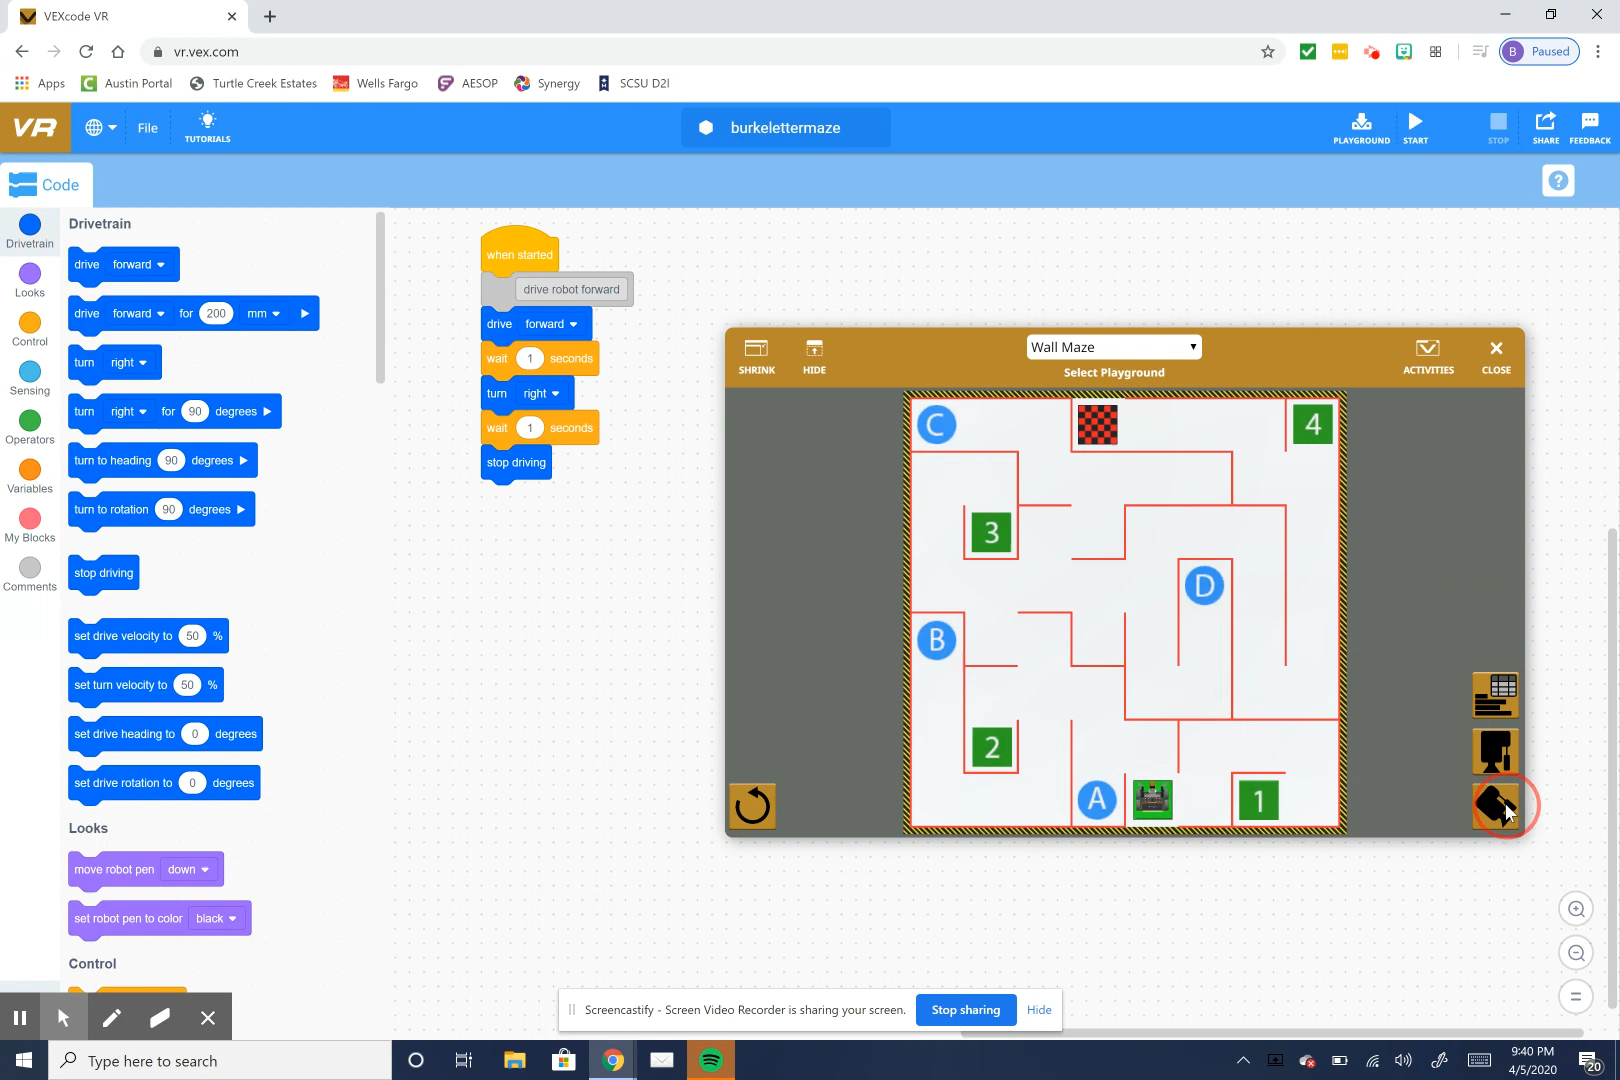 VEXcode VR
vr.vex.com
B Paused
Apps
Austin Portal
Turtle Creek Estates
Wells Fargo
AESOP
Synergy
SCSU D2l
VR
File
TUTORIALS
burkelettermaze
PLAYGROUND
START
STOP
SHARE
FEEDBACK
Code
Drivetrain
Looks
Control
Sensing
Operators
Variables
My Blocks
Comments
Drivetrain
drive forward
drive forward for 200 mm
turn right
turn right for 90 degrees
turn to heading 90 degrees
turn to rotation 90 degrees
stop driving
set drive velocity to 50 %
set turn velocity to 50 %
set drive heading to 0 degrees
set drive rotation to 0 degrees
Looks
move robot pen down
set robot pen to color black
Control
when started
drive robot forward
drive forward
wait 1 seconds
turn right
wait 1 seconds
stop driving
SHRINK
HIDE
Wall Maze
Select Playground
ACTIVITIES
CLOSE
C
4
3
D
B
2
A
1
Screencastify - Screen Video Recorder is sharing your screen.
Stop sharing
Hide
Type here to search
9:40 PM
4/5/2020
20